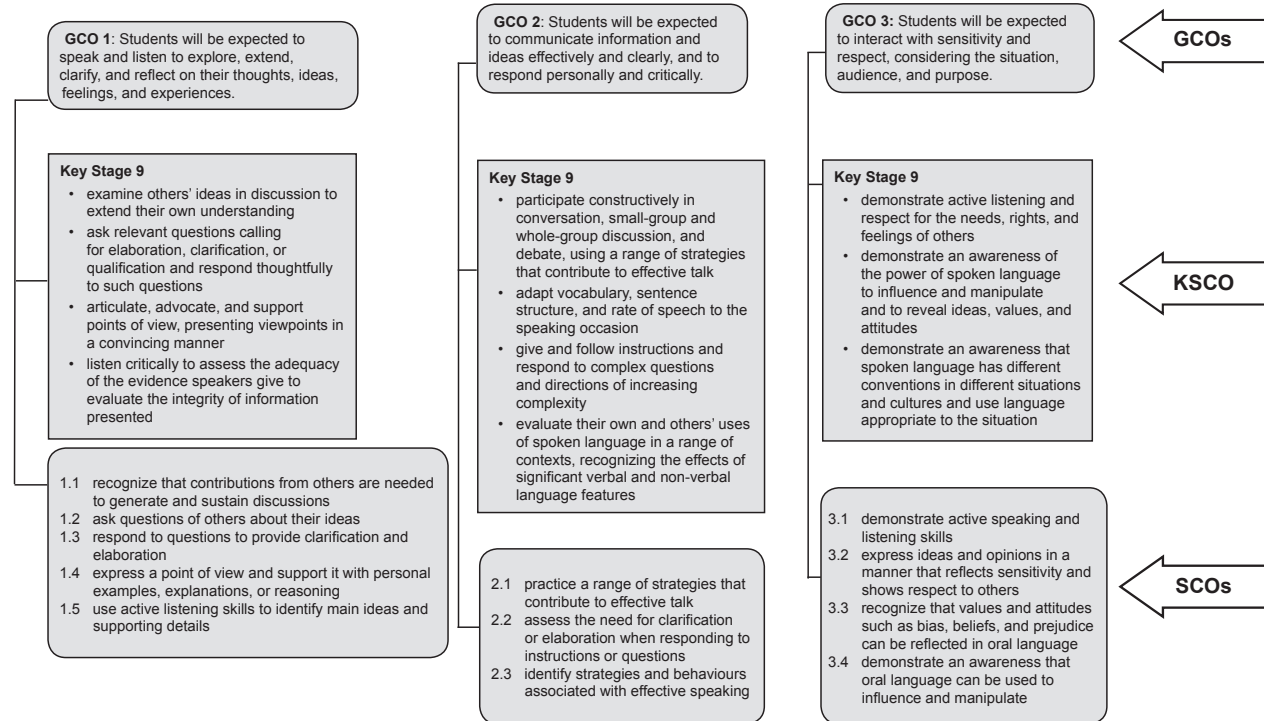 GCO 1: Students will be expected to
speak and listen to explore, extend,
clarify, and reflect on their thoughts, ideas,
feelings, and experiences.
Key Stage 9
• examine others' ideas in discussion to
extend their own understanding
• ask relevant questions calling
for elaboration, clarification, or
qualification and respond thoughtfully
to such questions
• articulate, advocate, and support
points of view, presenting viewpoints in
a convincing manner
• listen critically to assess the adequacy
of the evidence speakers give to
evaluate the integrity of information
presented
1.1 recognize that contributions from others are needed
to generate and sustain discussions
1.2 ask questions of others about their ideas
1.3 respond to questions to provide clarification and
elaboration
1.4 express a point of view and support it with personal
examples, explanations, or reasoning
1.5 use active listening skills to identify main ideas and
supporting details
GCO 2: Students will be expected
to communicate information and
ideas effectively and clearly, and to
respond personally and critically.
Key Stage 9
• participate constructively in
conversation, small-group and
whole-group discussion, and
debate, using a range of strategies
that contribute to effective talk
• adapt vocabulary, sentence
structure, and rate of speech to the
speaking occasion
• give and follow instructions and
respond to complex questions
and directions of increasing
complexity
• evaluate their own and others' uses
of spoken language in a range of
contexts, recognizing the effects of
significant verbal and non-verbal
language features
2.1 practice a range of strategies that
contribute to effective talk
2.2 assess the need for clarification
or elaboration when responding to
instructions or questions
2.3 identify strategies and behaviours
associated with effective speaking
GCO 3: Students will be expected
to interact with sensitivity and
respect, considering the situation,
audience, and purpose.
Key Stage 9
• demonstrate active listening and
respect for the needs, rights, and
feelings of others
• demonstrate an awareness of
the power of spoken language
to influence and manipulate
and to reveal ideas, values, and
attitudes
• demonstrate an awareness that
spoken language has different
conventions in different situations
and cultures and use language
appropriate to the situation
3.1 demonstrate active speaking and
listening skills
3.2 express ideas and opinions in a
manner that reflects sensitivity and
shows respect to others
3.3 recognize that values and attitudes
such as bias, beliefs, and prejudice
can be reflected in oral language
3.4 demonstrate an awareness that
oral language can be used to
influence and manipulate
GCOs
KSCO
SCOs